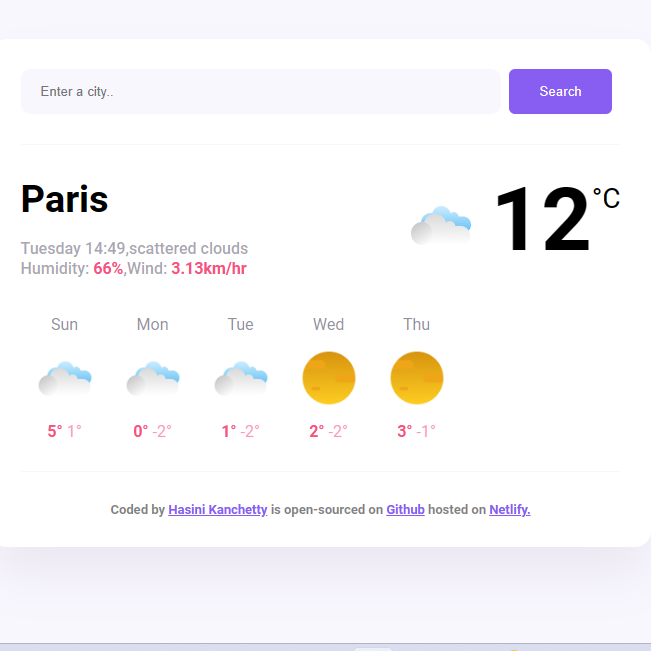 Enter a city..
Search
Paris
12 °C
Tuesday 14:49,scattered clouds
Humidity: 66%,Wind: 3.13km/hr
Sun Mon Tue Wed Thu
5° 1° 0° -2° 1° -2° 2° -2° 3° -1°
Coded by Hasini Kanchetty is open-sourced on Github hosted on Netlify.